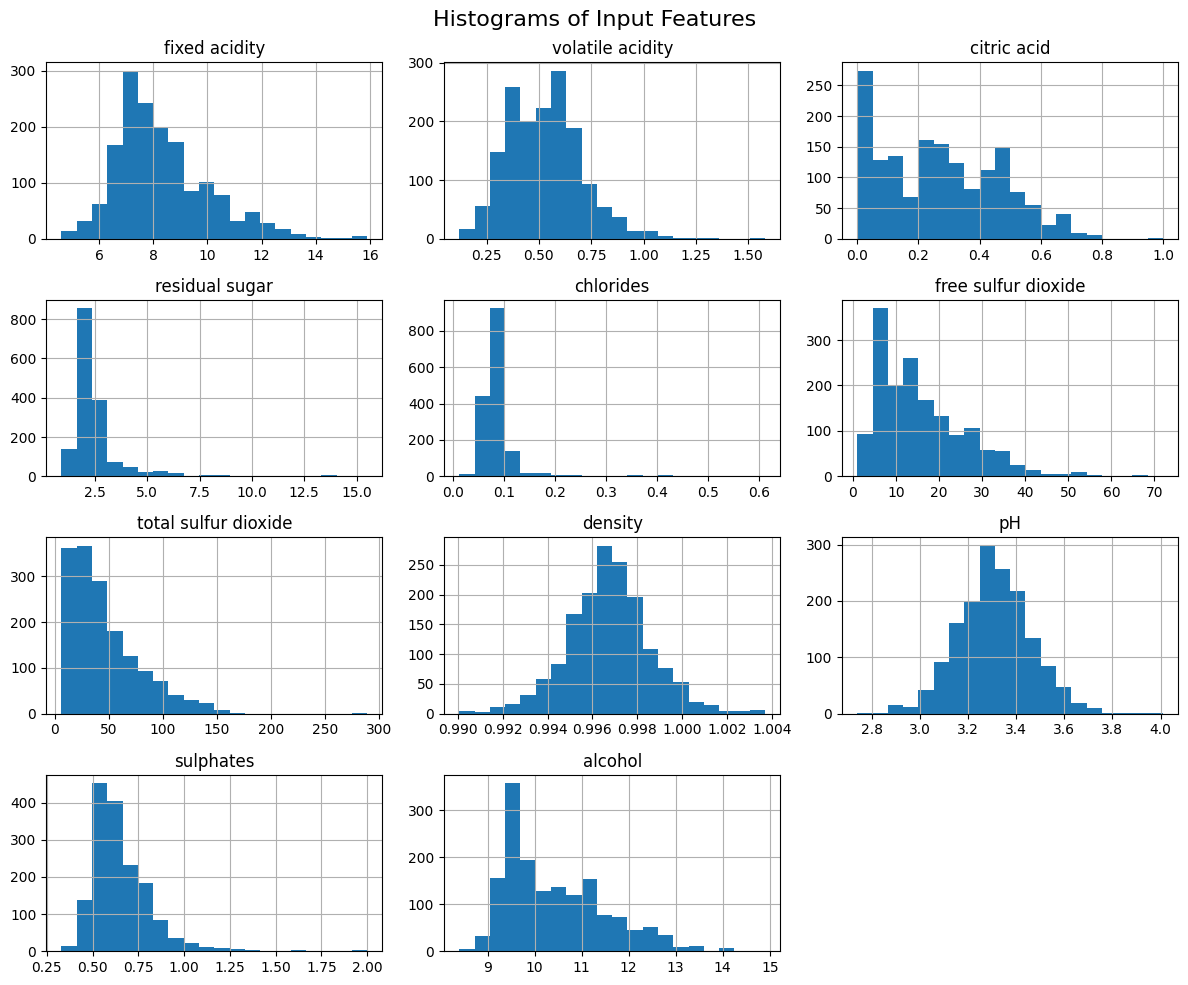 Histograms of Input Features
fixed acidity
volatile acidity
citric acid
300
200
100
0
6 8 10 12 14 16
300
200
100
0
0.25 0.50 0.75 1.00 1.25 1.50
250
200
150
100
50
0
0.0 0.2 0.4 0.6 0.8 1.0
residual sugar
chlorides
free sulfur dioxide
800
600
400
200
0
2.5 5.0 7.5 10.0 12.5 15.0
800
600
400
200
0
0.0 0.1 0.2 0.3 0.4 0.5 0.6
300
200
100
0
0 10 20 30 40 50 60 70
total sulfur dioxide
density
pH
300
200
100
0
0 50 100 150 200 250 300
250
200
150
100
50
0
0.990 0.992 0.994 0.996 0.998 1.000 1.002 1.004
300
200
100
0
2.8 3.0 3.2 3.4 3.6 3.8 4.0
sulphates
alcohol
400
300
200
100
0
0.25 0.50 0.75 1.00 1.25 1.50 1.75 2.00
300
200
100
0
9 10 11 12 13 14 15